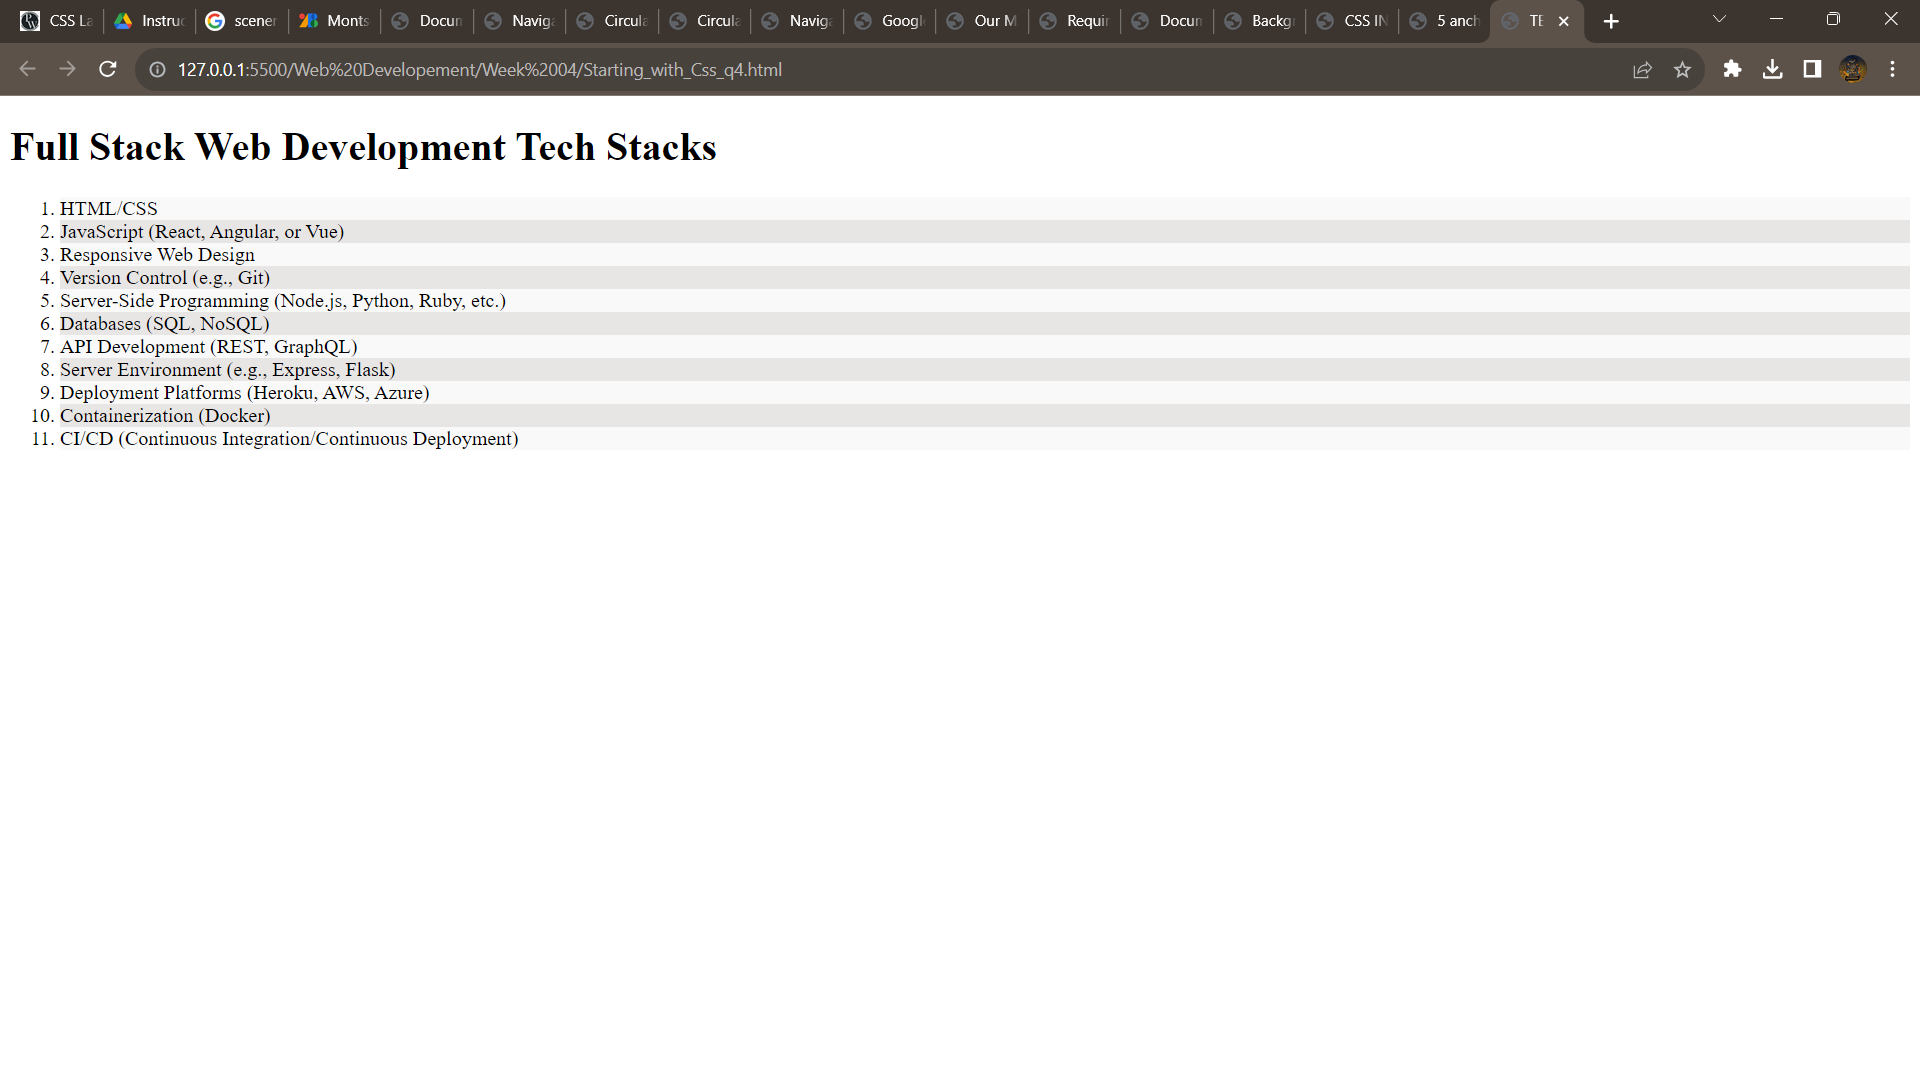 CSS La
Instruc
scener
Monts
Docum
Naviga
Circula
Circula
Naviga
Google
Our M
Requir
Docum
Backgr
CSS IN
5 anch
TE
127.0.0.1:5500/Web%20Developement/Week%2004/Starting_with_Css_q4.html
Full Stack Web Development Tech Stacks
1. HTML/CSS
2. JavaScript (React, Angular, or Vue)
3. Responsive Web Design
4. Version Control (e.g., Git)
5. Server-Side Programming (Node.js, Python, Ruby, etc.)
6. Databases (SQL, NoSQL)
7. API Development (REST, GraphQL)
8. Server Environment (e.g., Express, Flask)
9. Deployment Platforms (Heroku, AWS, Azure)
10. Containerization (Docker)
11. CI/CD (Continuous Integration/Continuous Deployment)